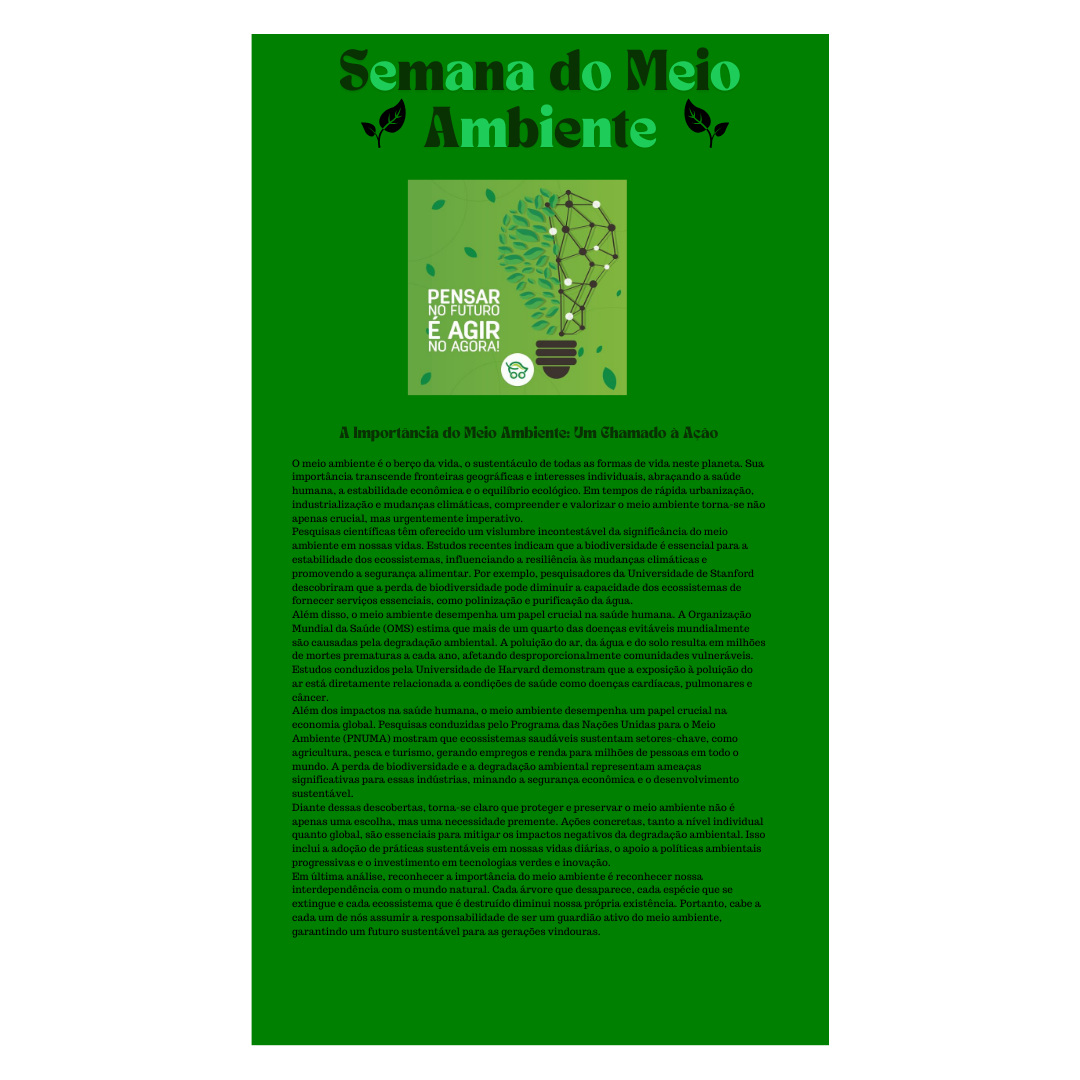 Semana do Meio
Ambiente
PENSAR
NO FUTURO
É AGIR
NO AGORA!
A Importância do Meio Ambiente: Um Chamado à Ação
O meio ambiente é o berço da vida, o sustentáculo de todas as formas de vida neste planeta. Sua
importância transcende fronteiras geográficas e interesses individuais, abraçando a saúde
humana, a estabilidade econômica e o equilíbrio ecológico. Em tempos de rápida urbanização,
industrialização e mudanças climáticas, compreender e valorizar o meio ambiente torna-se não
apenas crucial, mas urgentemente imperativo.
Pesquisas científicas têm oferecido um vislumbre incontestável da significância do meio
ambiente em nossas vidas. Estudos recentes indicam que a biodiversidade é essencial para a
estabilidade dos ecossistemas, influenciando a resiliência às mudanças climáticas e
promovendo a segurança alimentar. Por exemplo, pesquisadores da Universidade de Stanford
descobriram que a perda de biodiversidade pode diminuir a capacidade dos ecossistemas de
fornecer serviços essenciais, como polinização e purificação da água.
Além disso, o meio ambiente desempenha um papel crucial na saúde humana. A Organização
Mundial da Saúde (OMS) estima que mais de um quarto das doenças evitáveis mundialmente
são causadas pela degradação ambiental. A poluição do ar, da água e do solo resulta em milhões
de mortes prematuras a cada ano, afetando desproporcionalmente comunidades vulneráveis.
Estudos conduzidos pela Universidade de Harvard demonstram que a exposição à poluição do
ar está diretamente relacionada a condições de saúde como doenças cardíacas, pulmonares e
câncer.
Além dos impactos na saúde humana, o meio ambiente desempenha um papel crucial na
economia global. Pesquisas conduzidas pelo Programa das Nações Unidas para o Meio
Ambiente (PNUMA) mostram que ecossistemas saudáveis sustentam setores-chave, como
agricultura, pesca e turismo, gerando empregos e renda para milhões de pessoas em todo o
mundo. A perda de biodiversidade e a degradação ambiental representam ameaças
significativas para essas indústrias, minando a segurança econômica e o desenvolvimento
sustentável.
Diante dessas descobertas, torna-se claro que proteger e preservar o meio ambiente não é
apenas uma escolha, mas uma necessidade premente. Ações concretas, tanto a nível individual
quanto global, são essenciais para mitigar os impactos negativos da degradação ambiental. Isso
inclui a adoção de práticas sustentáveis em nossas vidas diárias, o apoio a políticas ambientais
progressivas e o investimento em tecnologias verdes e inovação.
Em última análise, reconhecer a importância do meio ambiente é reconhecer nossa
interdependência com o mundo natural. Cada árvore que desaparece, cada espécie que se
extingue e cada ecossistema que é destruído diminui nossa própria existência. Portanto, cabe a
cada um de nós assumir a responsabilidade de ser um guardião ativo do meio ambiente,
garantindo um futuro sustentável para as gerações vindouras.